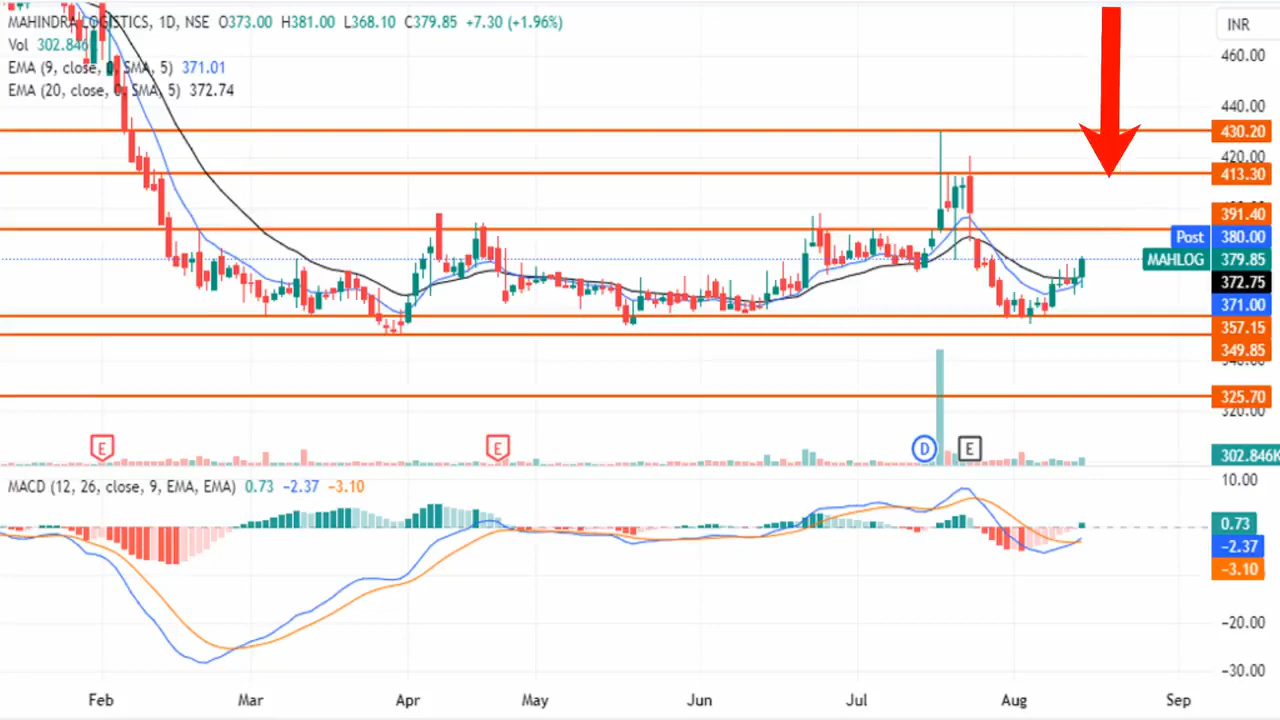 MAHINDRA LOGISTICS, 1D, NSE O373.00 H381.00 L368.10 C379.85 +7.30 (+1.96%)
Vol 302.846
EMA (9, close, 0, SMA, 5) 371.01
EMA (20, close, 0, SMA, 5) 372.74
INR
460.00
440.00
430.20
420.00
413.30
391.40
Post 380.00
MAHLOG 379.85
372.75
371.00
357.15
349.85
325.70
320.00
E
E
D
E
302.846K
MACD (12, 26, close, 9, EMA, EMA) 0.73 −2.37 −3.10
10.00
0.73
−2.37
−3.10
−20.00
−30.00
Feb Mar Apr May Jun Jul Aug Sep